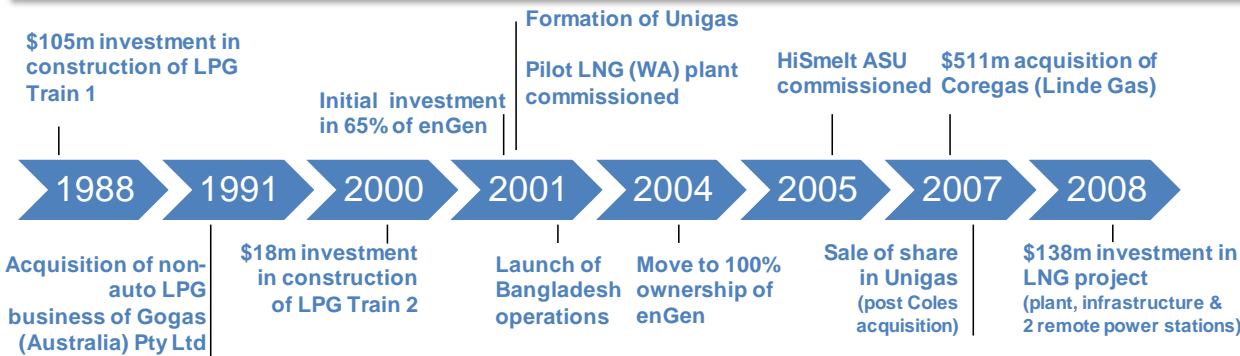 $105m investment in
construction of LPG
Train 1
Initial investment
in 65% of enGen
Formation of Unigas
Pilot LNG (WA) plant
commissioned
HiSmelt ASU
commissioned
$511m acquisition of
Coregas (Linde Gas)
1988
1991
2000
2001
2004
2005
2007
2008
Acquisition of non-
auto LPG
business of Gogas
(Australia) Pty Ltd
$18m investment
in construction
of LPG Train 2
Launch of
Bangladesh
operations
Move to 100%
ownership of
enGen
Sale of share
in Unigas
(post Coles
acquisition)
$138m investment in
LNG project
(plant, infrastructure &
2 remote power stations)